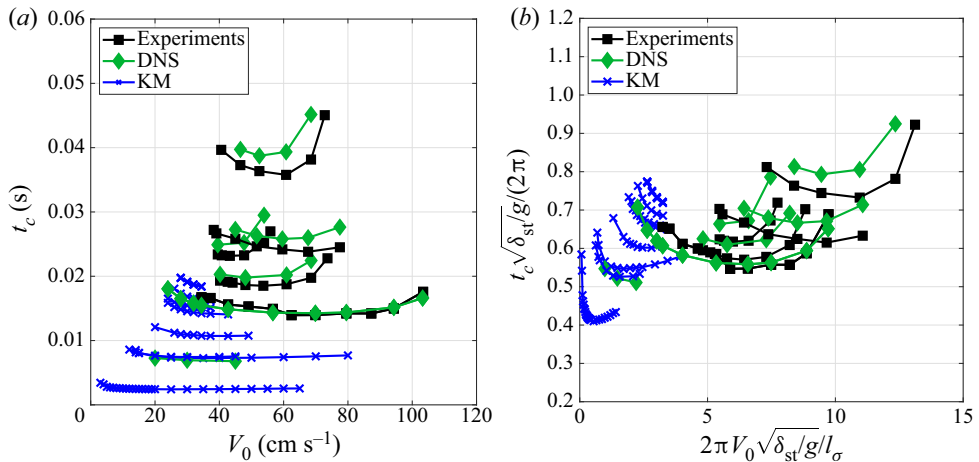 (a)
0.06
0.05
0.04
0.03
0.02
0.01
0
20
40
60
80
100
120
t_c (s)
V_0 (cm s⁻¹)
Experiments
DNS
KM
(b)
1.2
1.1
1.0
0.9
0.8
0.7
0.6
0.5
0.4
0.3
0.2
0
5
10
15
t_c√δ_st/g/(2π)
2πV_0√δ_st/g/l_σ
Experiments
DNS
KM